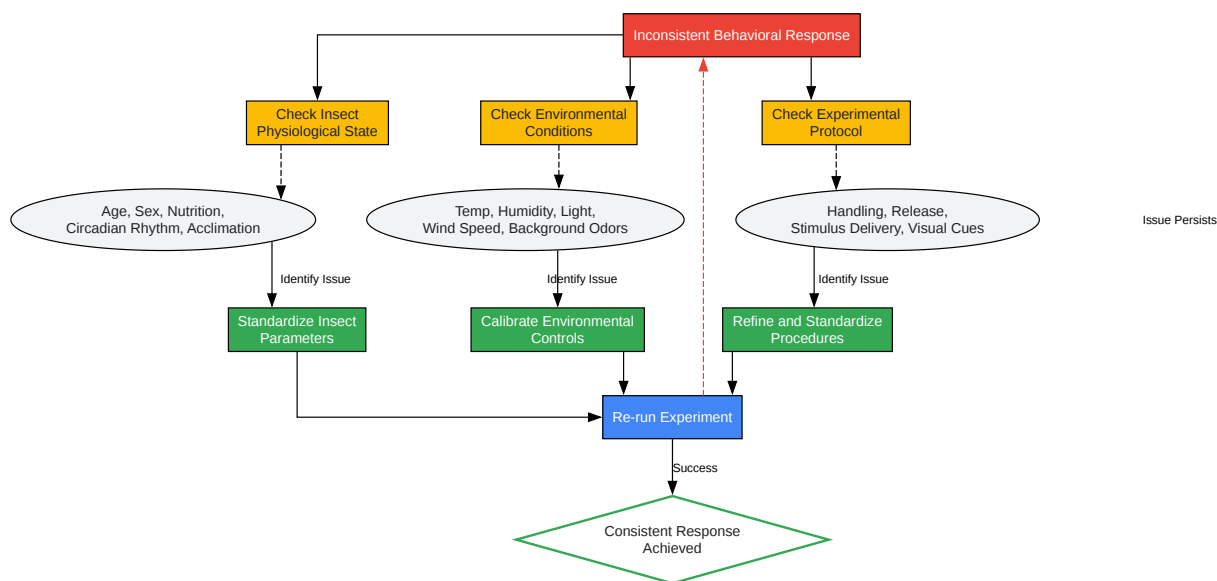 Inconsistent Behavioral Response
Check Insect
Physiological State
Check Environmental
Conditions
Check Experimental
Protocol
Age, Sex, Nutrition,
Circadian Rhythm, Acclimation
Temp, Humidity, Light,
Wind Speed, Background Odors
Handling, Release,
Stimulus Delivery, Visual Cues
Issue Persists
Identify Issue
Identify Issue
Identify Issue
Standardize Insect
Parameters
Calibrate Environmental
Controls
Refine and Standardize
Procedures
Re-run Experiment
Success
Consistent Response
Achieved